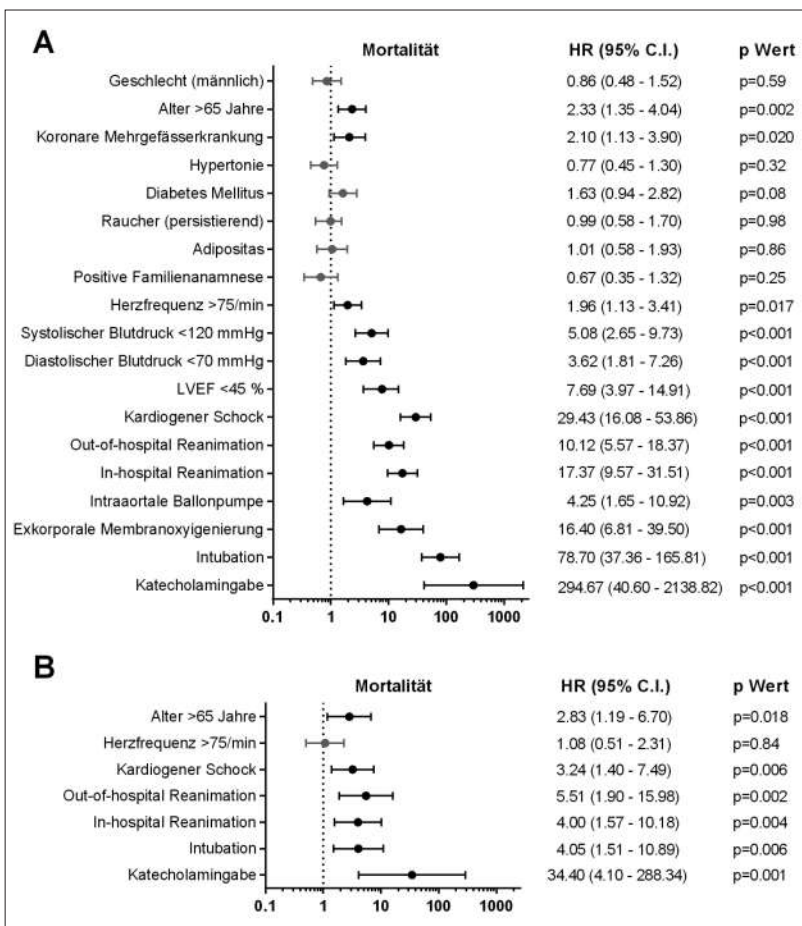 A
Mortalität HR (95% C.I.) p Wert
Geschlecht (männlich) 0.86 (0.48 - 1.52) p=0.59
Alter >65 Jahre 2.33 (1.35 - 4.04) p=0.002
Koronare Mehrgefässerkrankung 2.10 (1.13 - 3.90) p=0.020
Hypertonie 0.77 (0.45 - 1.30) p=0.32
Diabetes Mellitus 1.63 (0.94 - 2.82) p=0.08
Raucher (persistierend) 0.99 (0.58 - 1.70) p=0.98
Adipositas 1.01 (0.58 - 1.93) p=0.86
Positive Familienanamnese 0.67 (0.35 - 1.32) p=0.25
Herzfrequenz >75/min 1.96 (1.13 - 3.41) p=0.017
Systolischer Blutdruck <120 mmHg 5.08 (2.65 - 9.73) p<0.001
Diastolischer Blutdruck <70 mmHg 3.62 (1.81 - 7.26) p<0.001
LVEF <45 % 7.69 (3.97 - 14.91) p<0.001
Kardiogener Schock 29.43 (16.08 - 53.86) p<0.001
Out-of-hospital Reanimation 10.12 (5.57 - 18.37) p<0.001
In-hospital Reanimation 17.37 (9.57 - 31.51) p<0.001
Intraaortale Ballonpumpe 4.25 (1.65 - 10.92) p=0.003
Exkorporale Membranoxyigenierung 16.40 (6.81 - 39.50) p<0.001
Intubation 78.70 (37.36 - 165.81) p<0.001
Katecholamingabe 294.67 (40.60 - 2138.82) p<0.001
0.1 1 10 100 1000
B
Mortalität HR (95% C.I.) p Wert
Alter >65 Jahre 2.83 (1.19 - 6.70) p=0.018
Herzfrequenz >75/min 1.08 (0.51 - 2.31) p=0.84
Kardiogener Schock 3.24 (1.40 - 7.49) p=0.006
Out-of-hospital Reanimation 5.51 (1.90 - 15.98) p=0.002
In-hospital Reanimation 4.00 (1.57 - 10.18) p=0.004
Intubation 4.05 (1.51 - 10.89) p=0.006
Katecholamingabe 34.40 (4.10 - 288.34) p=0.001
0.1 1 10 100 1000